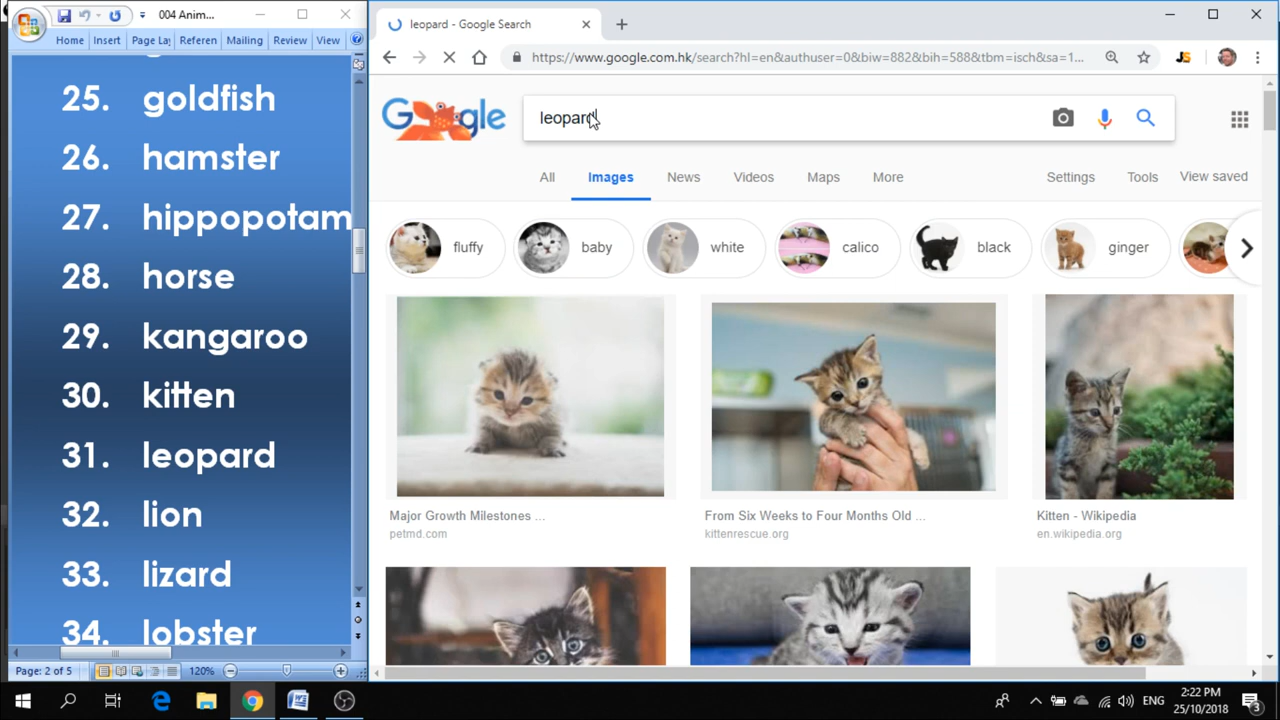 004 Anim...
Home Insert Page Lay Referen Mailing Review View
25. goldfish
26. hamster
27. hippopotam
28. horse
29. kangaroo
30. kitten
31. leopard
32. lion
33. lizard
34. lobster
Page: 2 of 5 120%
leopard - Google Search
https://www.google.com.hk/search?hl=en&authuser=0&biw=882&bih=588&tbm=isch&sa=1...
JS
Google
leopard
All Images News Videos Maps More Settings Tools View saved
fluffy baby white calico black ginger
Major Growth Milestones ...
petmd.com
From Six Weeks to Four Months Old ...
kittenrescue.org
Kitten - Wikipedia
en.wikipedia.org
ENG
2:22 PM
25/10/2018
3